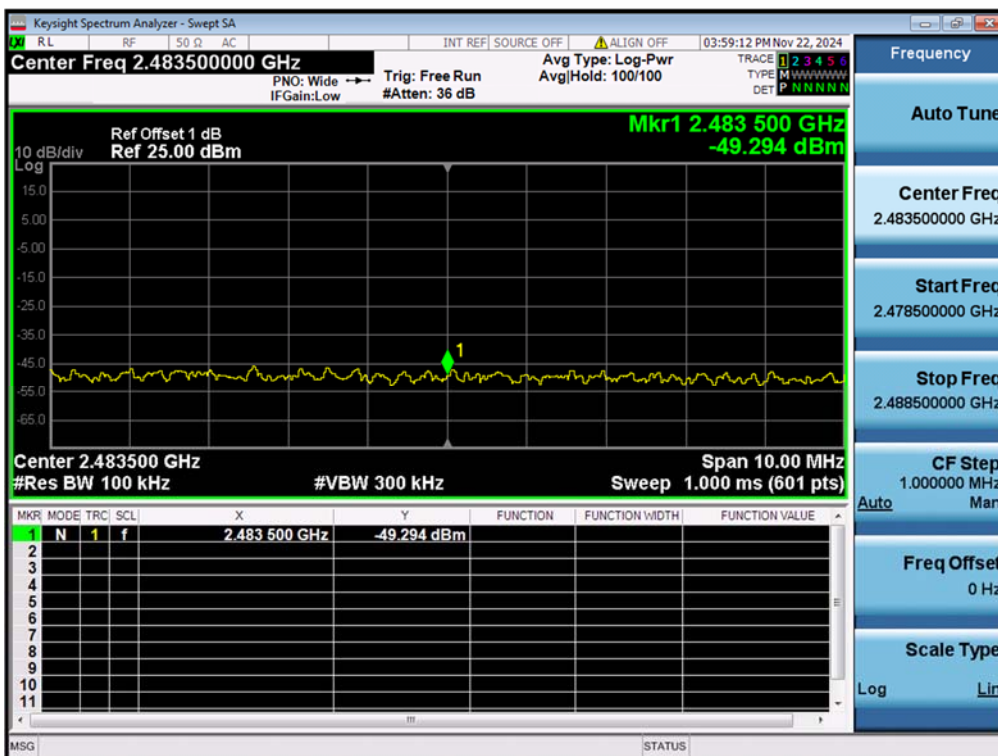 Keysight Spectrum Analyzer - Swept SA
LXI RL RF 50 Ω AC INT REF SOURCE OFF ALIGN OFF 03:59:12 PM Nov 22, 2024
Center Freq 2.483500000 GHz
PNO: Wide
IFGain:Low
Trig: Free Run
#Atten: 36 dB
Avg Type: Log-Pwr
Avg|Hold: 100/100
TRACE 1 2 3 4 5 6
TYPE M WWWWW
DET P N N N N N
Mkr1 2.483 500 GHz
-49.294 dBm
Ref Offset 1 dB
10 dB/div Ref 25.00 dBm
Log
15.0
5.00
-5.00
-15.0
-25.0
-35.0
-45.0
-55.0
-65.0
1
Center 2.483500 GHz Span 10.00 MHz
#Res BW 100 kHz #VBW 300 kHz Sweep 1.000 ms (601 pts)
MKR MODE TRC SCL X Y FUNCTION FUNCTION WIDTH FUNCTION VALUE
1 N 1 f 2.483 500 GHz -49.294 dBm
2
3
4
5
6
7
8
9
10
11
MSG STATUS
Frequency
Auto Tune
Center Freq
2.483500000 GHz
Start Freq
2.478500000 GHz
Stop Freq
2.488500000 GHz
CF Step
1.000000 MHz
Auto Man
Freq Offset
0 Hz
Scale Type
Log Lin